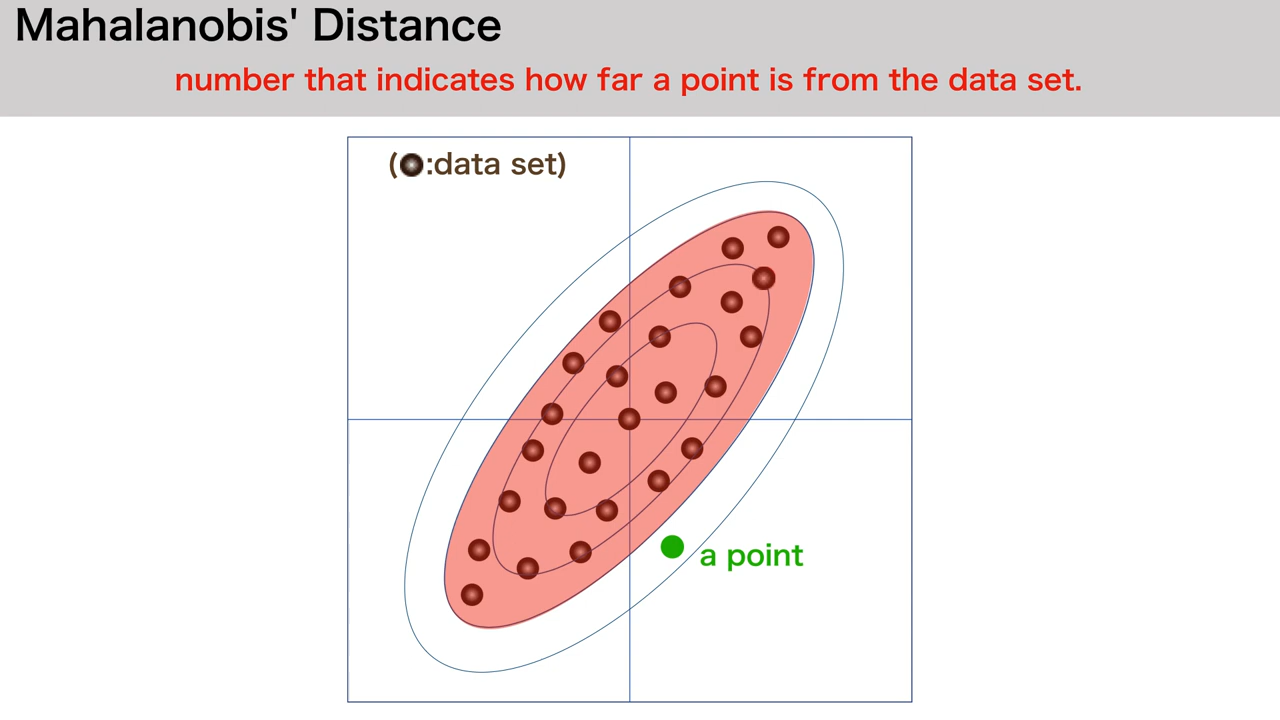 Mahalanobis' Distance
number that indicates how far a point is from the data set.
(:data set)
a point